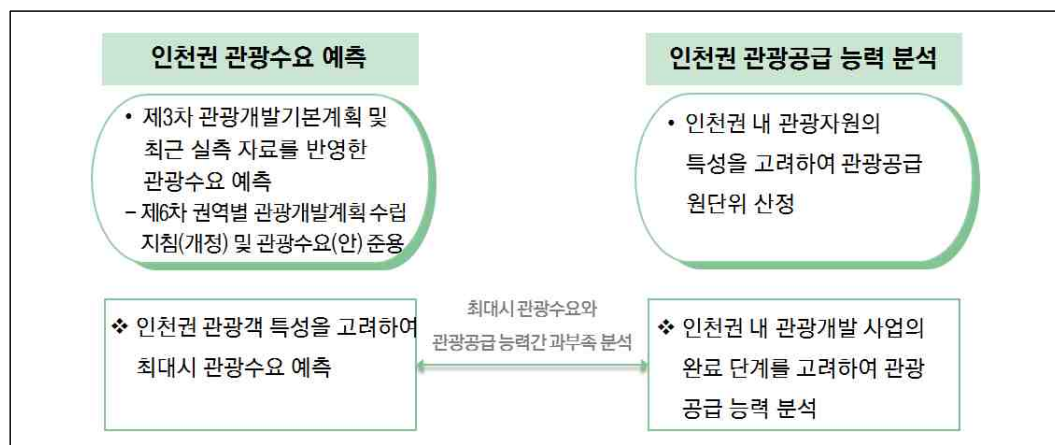 인천권 관광수요 예측
• 제3차 관광개발기본계획 및
최근 실측 자료를 반영한
관광수요 예측
– 제6차 권역별 관광개발계획 수립
지침(개정) 및 관광수요(안) 준용
인천권 관광공급 능력 분석
• 인천권 내 관광자원의
특성을 고려하여 관광공급
원단위 산정
❖ 인천권 관광객 특성을 고려하여
최대시 관광수요 예측
최대시 관광수요와
관광공급 능력간 과부족 분석
❖ 인천권 내 관광개발 사업의
완료 단계를 고려하여 관광
공급 능력 분석